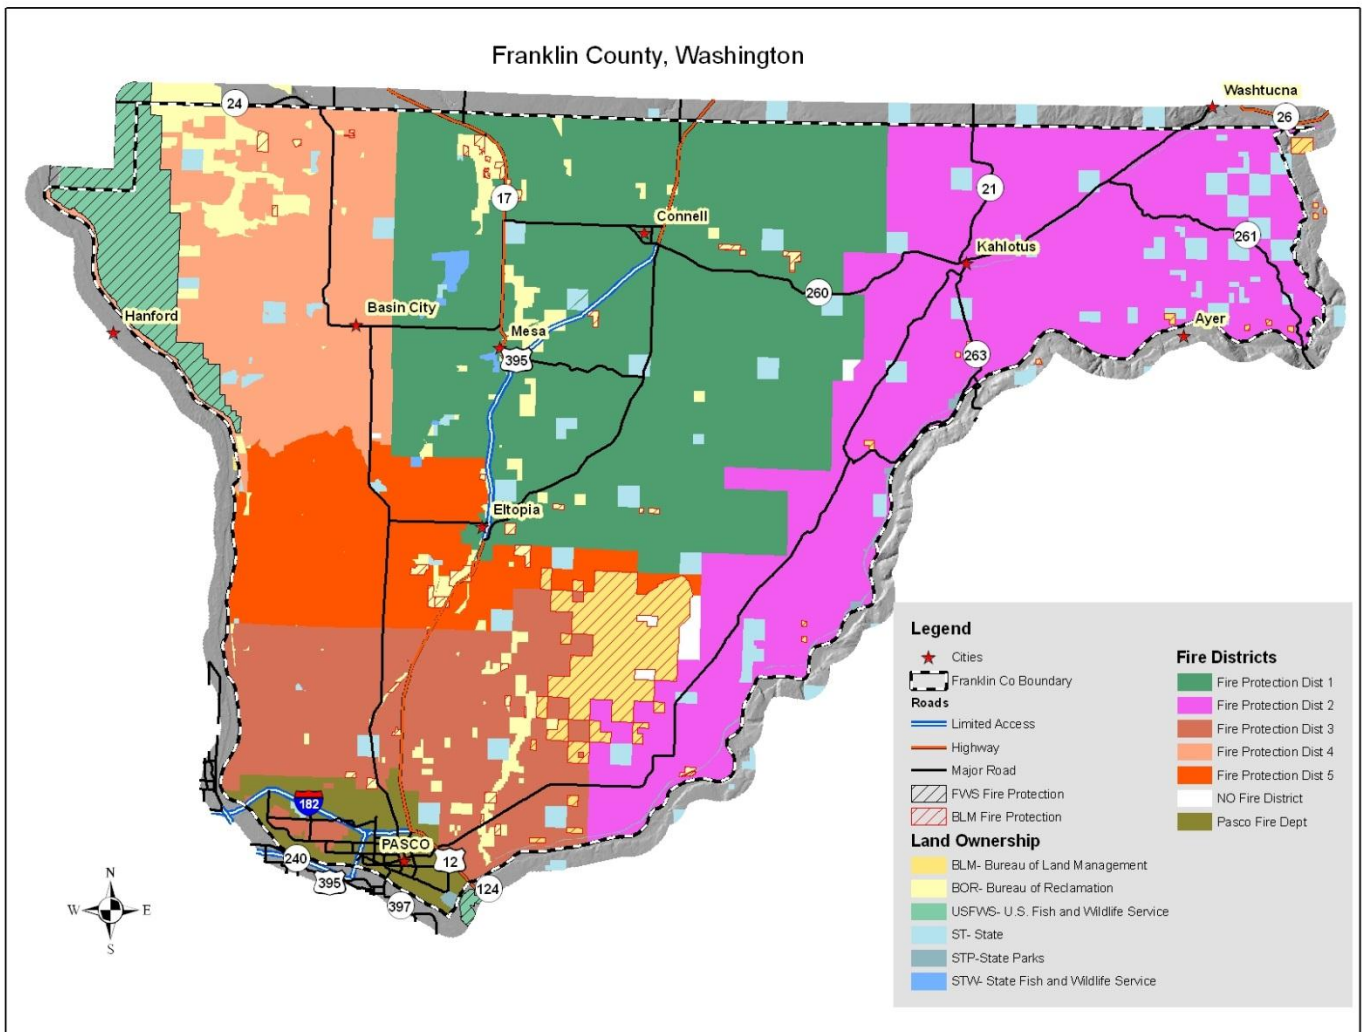 Franklin County, Washington
Washtucna
24
26
17
21
Connell
Kahlotus
261
260
Basin City
Hanford
Mesa
Ayer
395
263
Eltopia
182
PASCO
240
12
395
124
397
N
W
E
S
Legend
Cities
Franklin Co Boundary
Roads
Limited Access
Highway
Major Road
FWS Fire Protection
BLM Fire Protection
Land Ownership
BLM- Bureau of Land Management
BOR- Bureau of Reclamation
USFWS- U.S. Fish and Wildlife Service
ST- State
STP-State Parks
STW- State Fish and Wildlife Service
Fire Districts
Fire Protection Dist 1
Fire Protection Dist 2
Fire Protection Dist 3
Fire Protection Dist 4
Fire Protection Dist 5
NO Fire District
Pasco Fire Dept